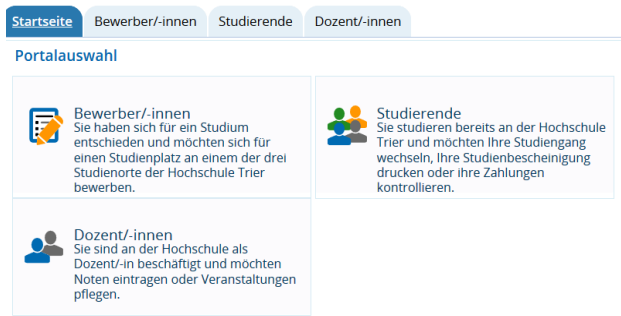 Startseite Bewerber/-innen Studierende Dozent/-innen
Portalauswahl
Bewerber/-innen
Sie haben sich für ein Studium
entschieden und möchten sich für
einen Studienplatz an einem der drei
Studienorte der Hochschule Trier
bewerben.
Studierende
Sie studieren bereits an der Hochschule
Trier und möchten Ihre Studiengang
wechseln, Ihre Studienbescheinigung
drucken oder ihre Zahlungen
kontrollieren.
Dozent/-innen
Sie sind an der Hochschule als
Dozent/-in beschäftigt und möchten
Noten eintragen oder Veranstaltungen
pflegen.